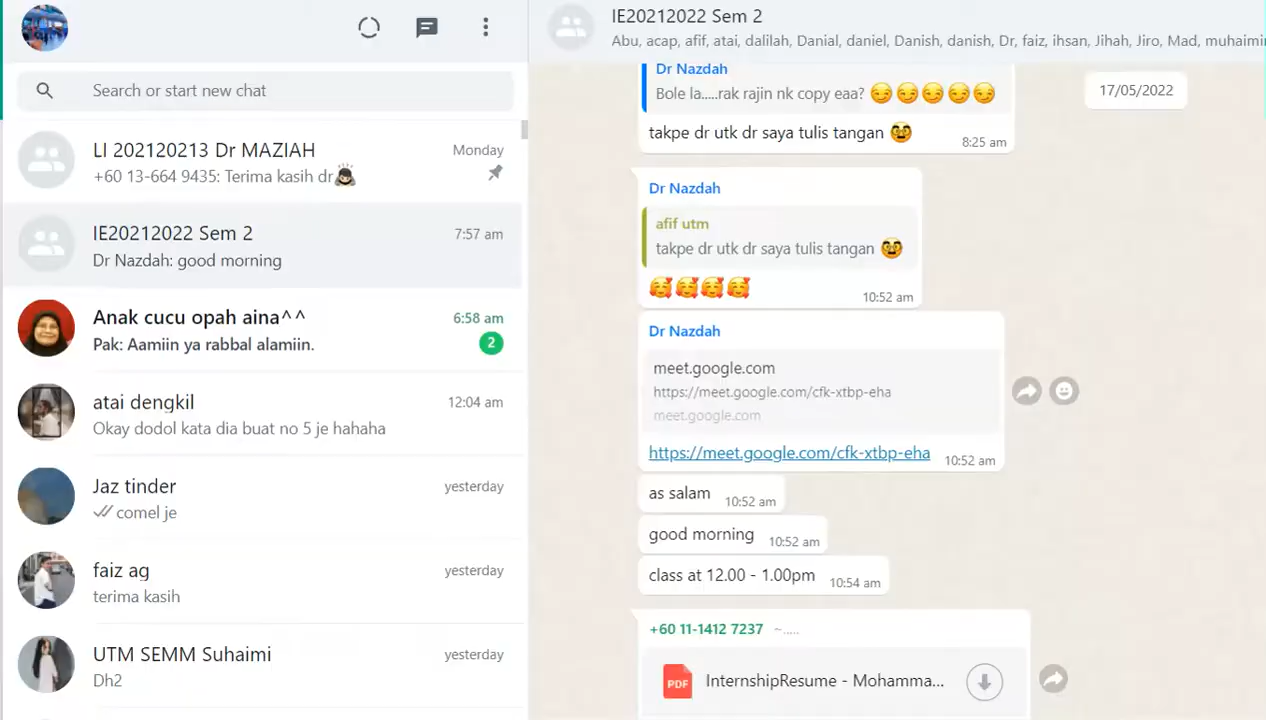 Search or start new chat
LI 202120213 Dr MAZIAH
Monday
+60 13-664 9435: Terima kasih dr
IE20212022 Sem 2
7:57 am
Dr Nazdah: good morning
Anak cucu opah aina^^
6:58 am
Pak: Aamiin ya rabbal alamiin.
2
atai dengkil
12:04 am
Okay dodol kata dia buat no 5 je hahaha
Jaz tinder
yesterday
comel je
faiz ag
yesterday
terima kasih
UTM SEMM Suhaimi
yesterday
Dh2
IE20212022 Sem 2
Abu, acap, afif, atai, dalilah, Danial, daniel, Danish, danish, Dr, faiz, ihsan, Jihah, Jiro, Mad, muhaimi
17/05/2022
Dr Nazdah
Bole la.....rak rajin nk copy eaa? 😏😏😏😏😏
takpe dr utk dr saya tulis tangan 🥸
8:25 am
Dr Nazdah
afif utm
takpe dr utk dr saya tulis tangan 🥸
🥰🥰🥰🥰
10:52 am
Dr Nazdah
meet.google.com
https://meet.google.com/cfk-xtbp-eha
meet.google.com
https://meet.google.com/cfk-xtbp-eha
10:52 am
as salam
10:52 am
good morning
10:52 am
class at 12.00 - 1.00pm
10:54 am
+60 11-1412 7237 ~.....
PDF
InternshipResume - Mohamma...